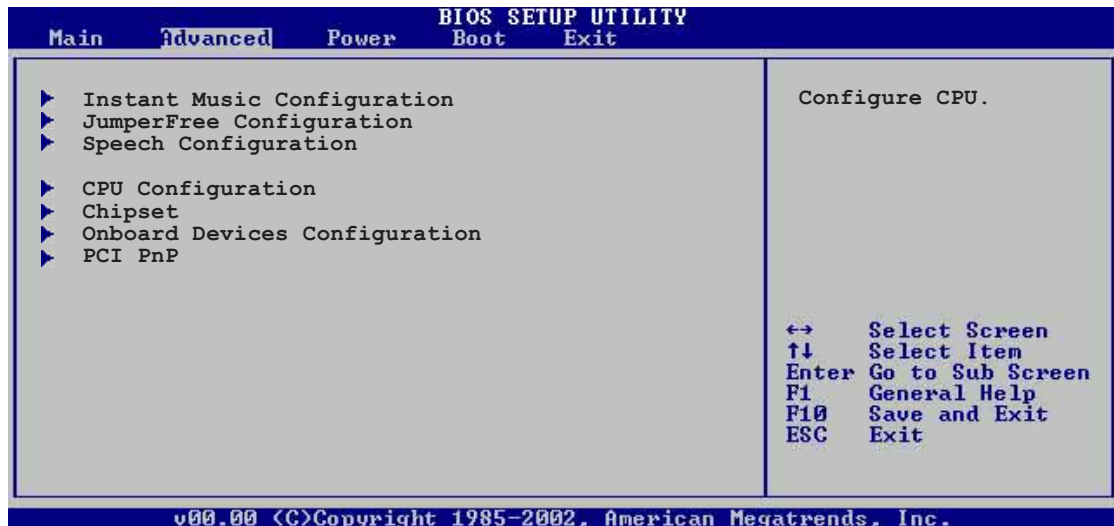 BIOS SETUP UTILITY
Main Advanced Power Boot Exit
Instant Music Configuration
JumperFree Configuration
Speech Configuration
CPU Configuration
Chipset
Onboard Devices Configuration
PCI PnP
Configure CPU.
←→ Select Screen
↑↓ Select Item
Enter Go to Sub Screen
F1 General Help
F10 Save and Exit
ESC Exit
v00.00 (C)Copyright 1985-2002, American Megatrends, Inc.